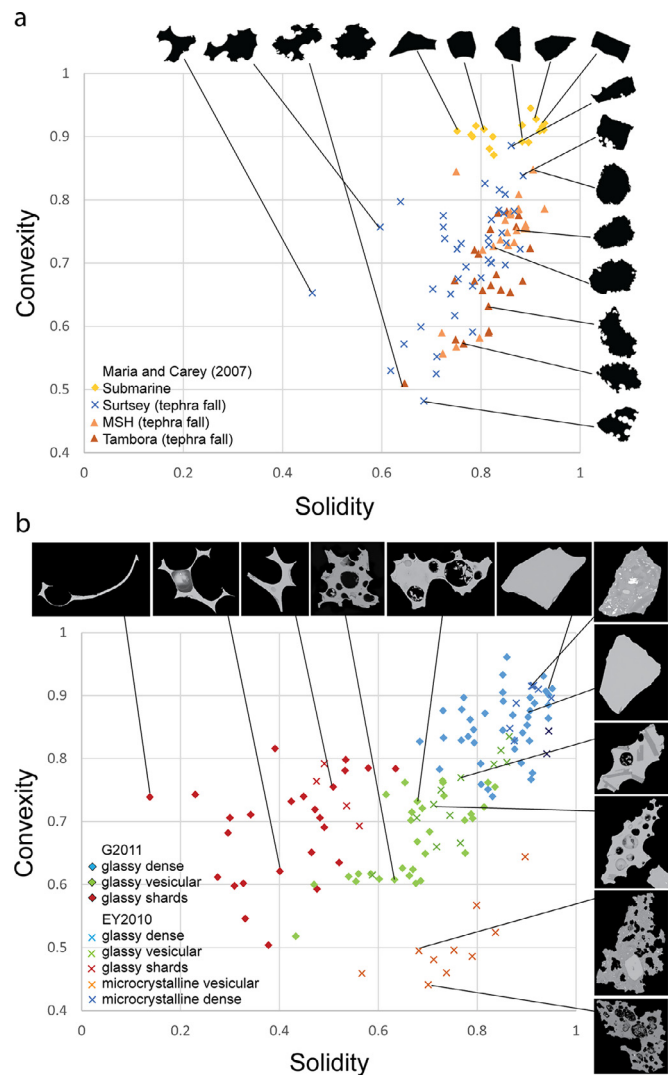 a
1
0.9
0.8
0.7
0.6
0.5
0.4
Convexity
Maria and Carey (2007)
Submarine
Surtsey (tephra fall)
MSH (tephra fall)
Tambora (tephra fall)
0 0.2 0.4 0.6 0.8 1
Solidity
b
1
0.9
0.8
0.7
0.6
0.5
0.4
Convexity
G2011
glassy dense
glassy vesicular
glassy shards
EY2010
glassy dense
glassy vesicular
glassy shards
microcrystalline vesicular
microcrystalline dense
0 0.2 0.4 0.6 0.8 1
Solidity